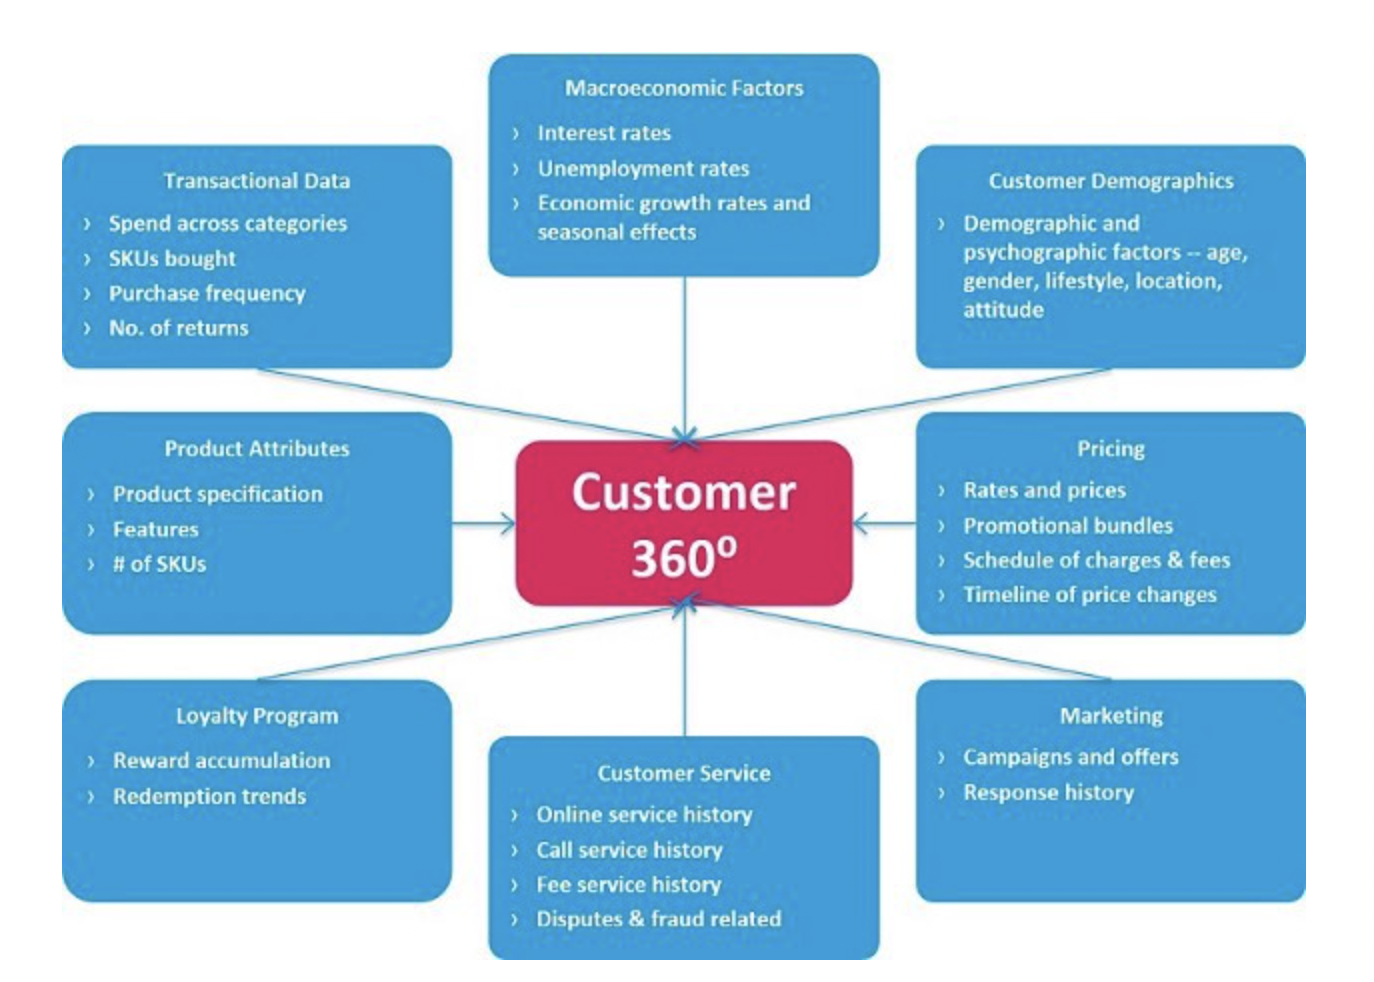 Macroeconomic Factors
› Interest rates
› Unemployment rates
› Economic growth rates and
seasonal effects
Transactional Data
› Spend across categories
› SKUs bought
› Purchase frequency
› No. of returns
Customer Demographics
› Demographic and
psychographic factors -- age,
gender, lifestyle, location,
attitude
Product Attributes
› Product specification
› Features
› # of SKUs
Customer
360º
Pricing
› Rates and prices
› Promotional bundles
› Schedule of charges & fees
› Timeline of price changes
Loyalty Program
› Reward accumulation
› Redemption trends
Customer Service
› Online service history
› Call service history
› Fee service history
› Disputes & fraud related
Marketing
› Campaigns and offers
› Response history